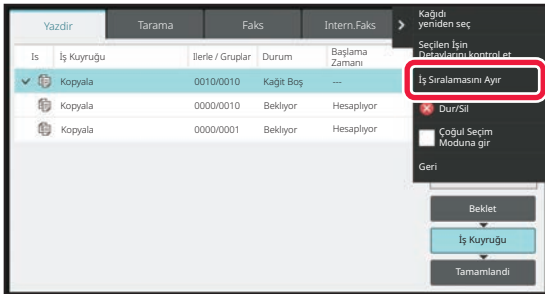 Yazdir
Tarama
Faks
Intern.Faks
Is
İş Kuyruğu
Ilerle / Gruplar
Durum
Başlama
Zamanı
Kopyala
0010/0010
Kağit Boş
---
Kopyala
0000/0010
Bekliyor
Hesaplıyor
Kopyala
0000/0001
Bekliyor
Hesaplıyor
Kağıdı
yeniden seç
Seçilen İşin
Detaylarını kontrol et
İş Sıralamasını Ayır
Dur/Sil
Çoğul Seçim
Moduna gir
Geri
Beklet
İş Kuyruğu
Tamamlandi